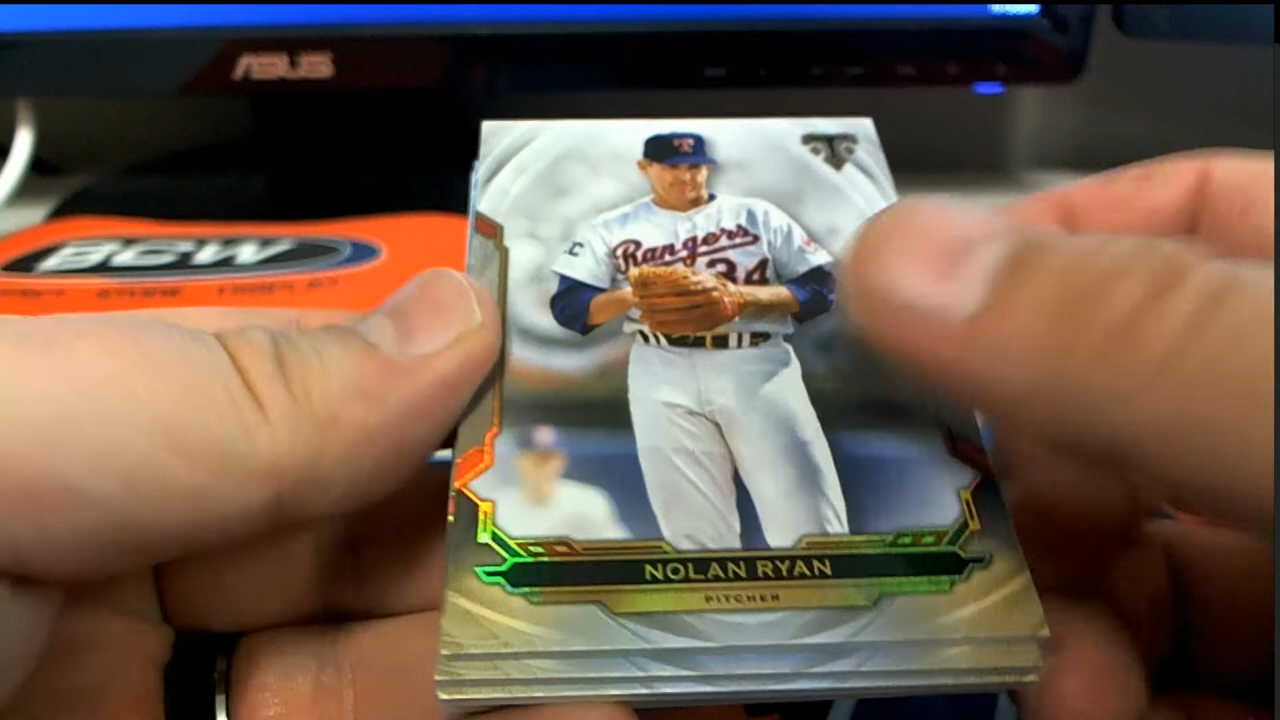 ASUS
T
C
Rangers
34
BCW
NOLAN RYAN
PITCHER